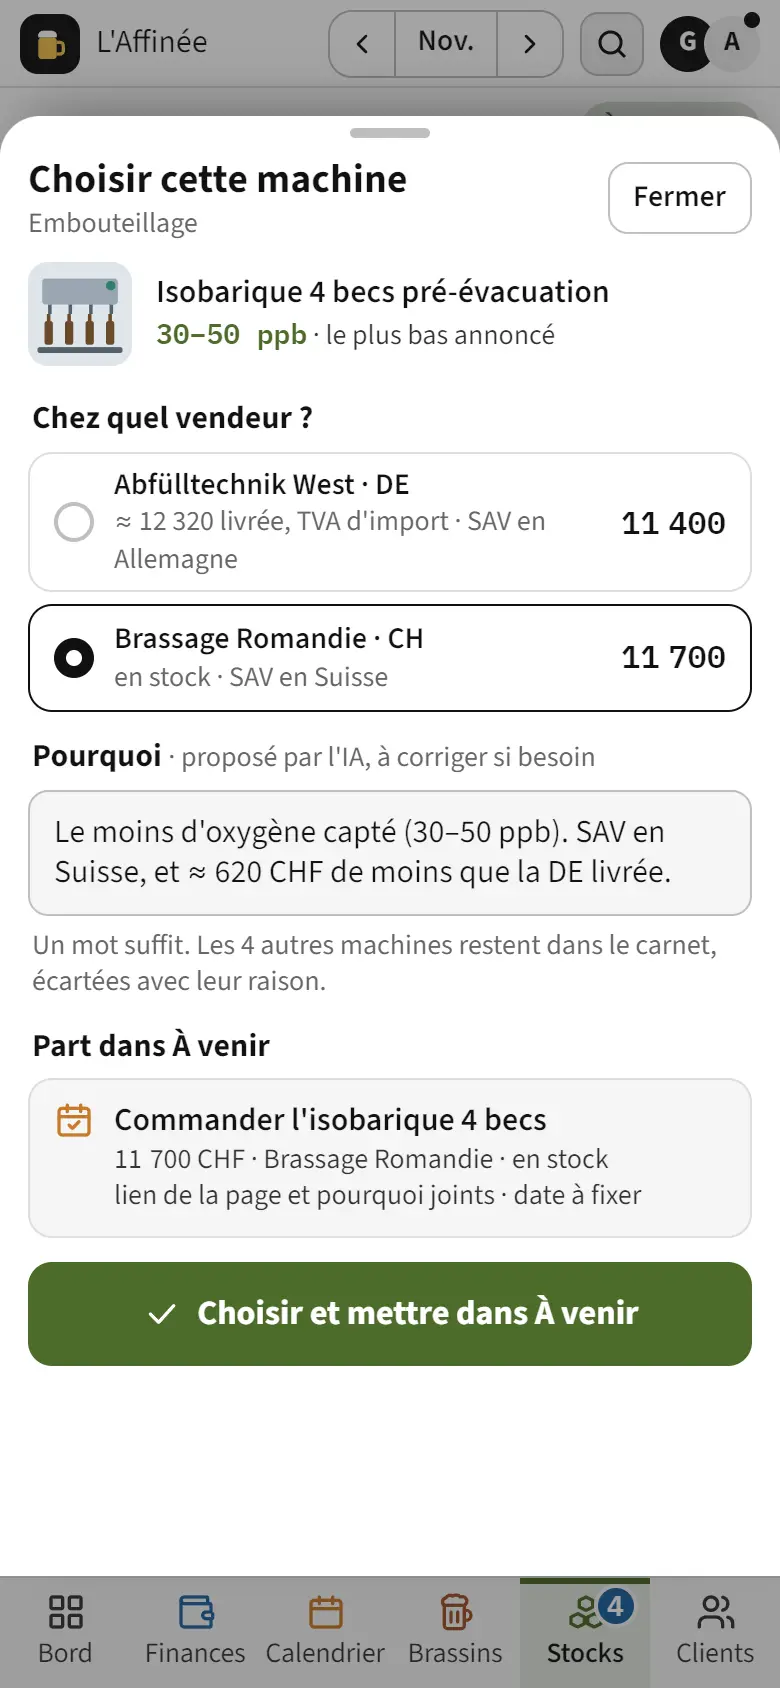 L'Affinée
Nov.
G
A
Choisir cette machine
Fermer
Embouteillage
Isobarique 4 becs pré-évacuation
30–50 ppb · le plus bas annoncé
Chez quel vendeur ?
Abfülltechnik West · DE
≈ 12 320 livrée, TVA d'import · SAV en
Allemagne
11 400
Brassage Romandie · CH
en stock · SAV en Suisse
11 700
Pourquoi · proposé par l'IA, à corriger si besoin
Le moins d'oxygène capté (30–50 ppb). SAV en
Suisse, et ≈ 620 CHF de moins que la DE livrée.
Un mot suffit. Les 4 autres machines restent dans le carnet,
écartées avec leur raison.
Part dans À venir
Commander l'isobarique 4 becs
11 700 CHF · Brassage Romandie · en stock
lien de la page et pourquoi joints · date à fixer
Choisir et mettre dans À venir
4
Bord
Finances
Calendrier
Brassins
Stocks
Clients